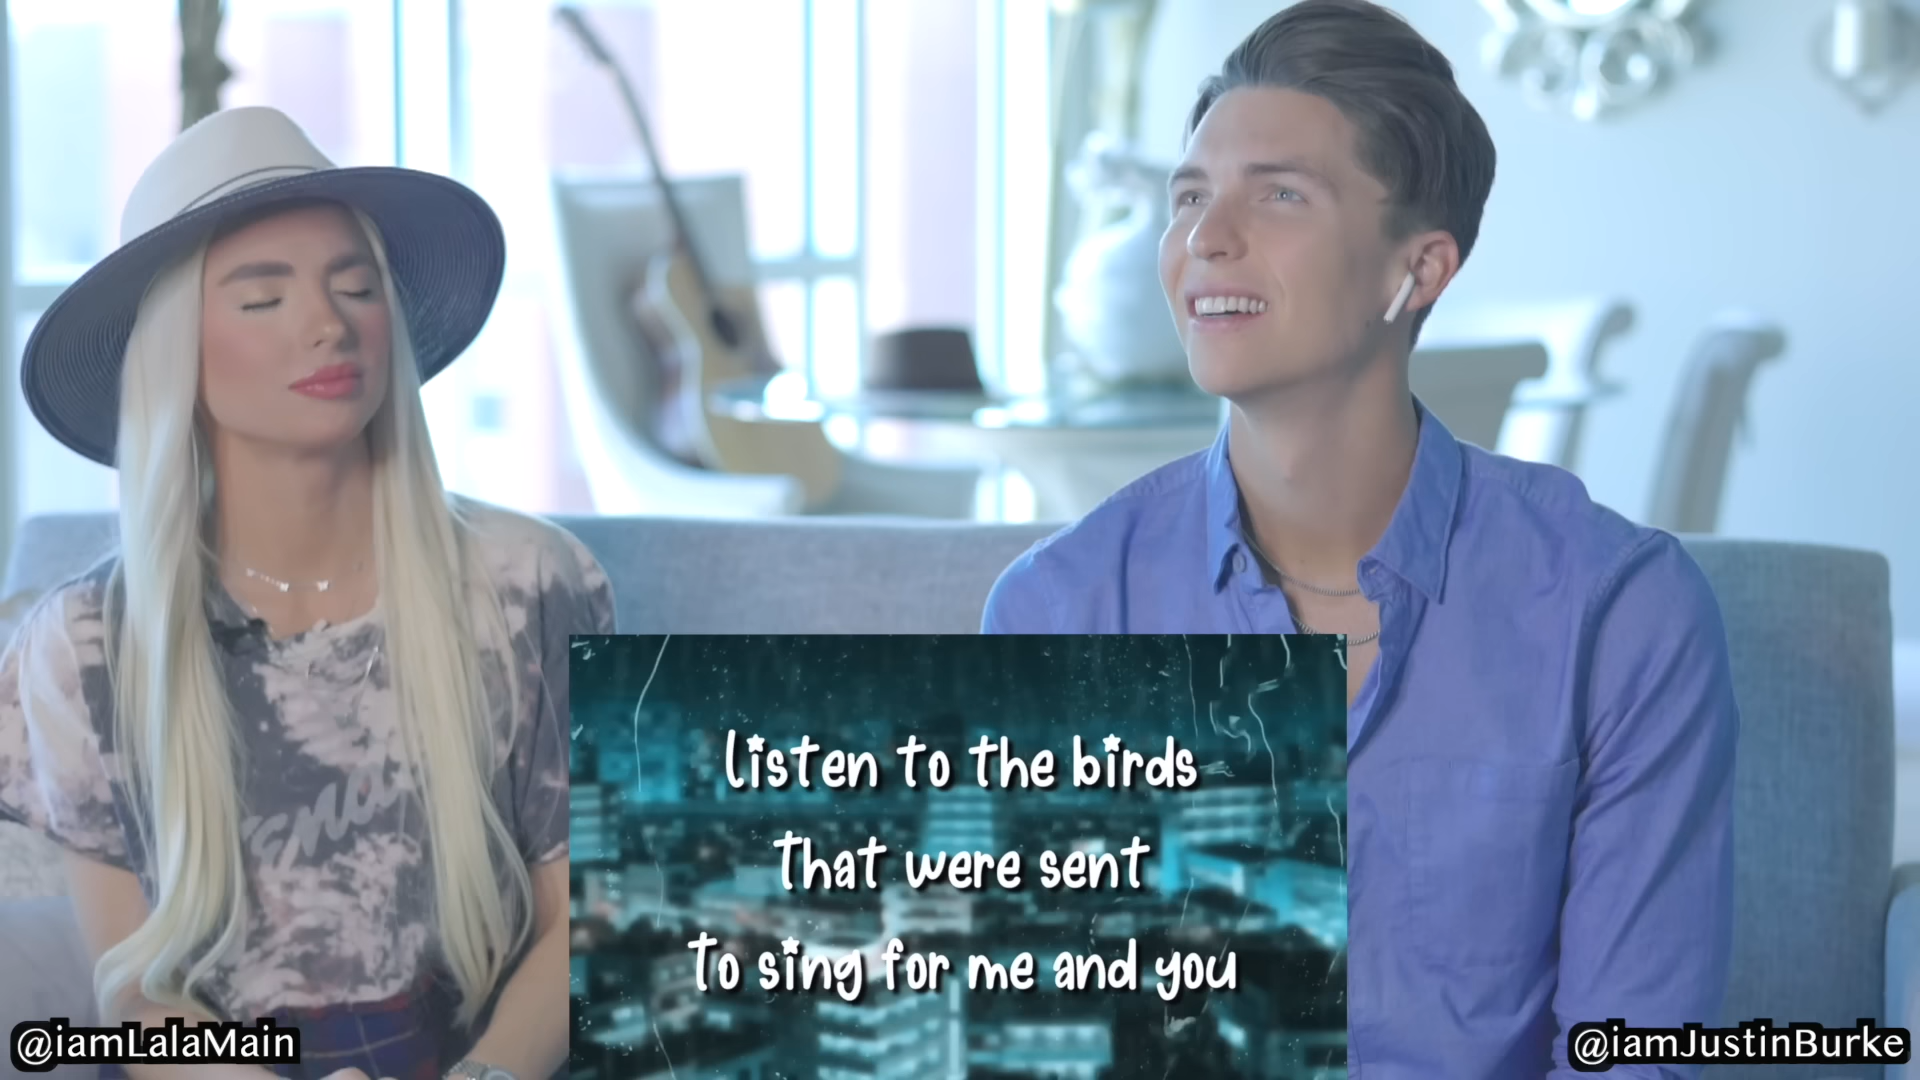 listen to the birds
that were sent
to sing for me and you
@iamLalaMain
@iamJustinBurke